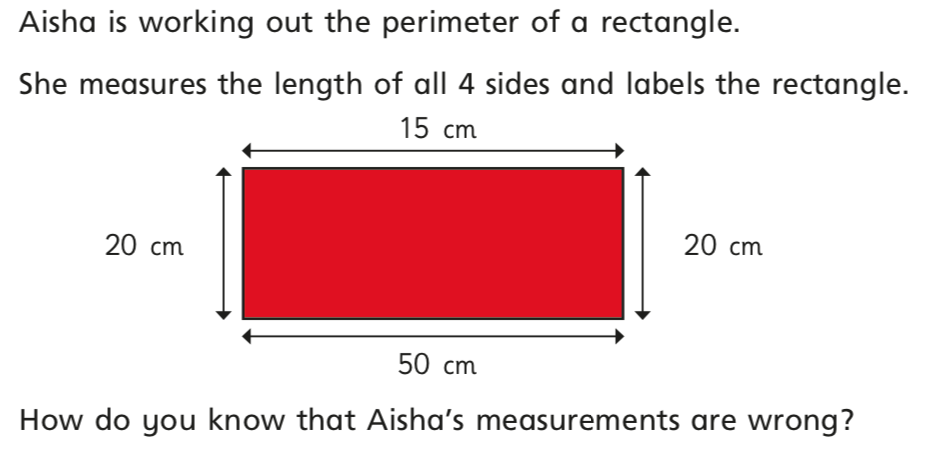 Aisha is working out the perimeter of a rectangle.
She measures the length of all 4 sides and labels the rectangle.
15 cm
20 cm
20 cm
50 cm
How do you know that Aisha's measurements are wrong?